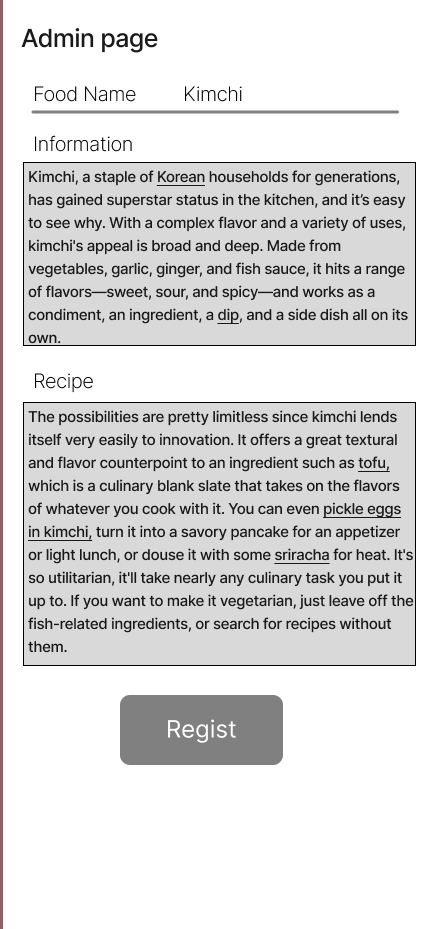 Admin page
Food Name Kimchi
Information
Kimchi, a staple of Korean households for generations,
has gained superstar status in the kitchen, and it’s easy
to see why. With a complex flavor and a variety of uses,
kimchi's appeal is broad and deep. Made from
vegetables, garlic, ginger, and fish sauce, it hits a range
of flavors—sweet, sour, and spicy—and works as a
condiment, an ingredient, a dip, and a side dish all on its
own.
Recipe
The possibilities are pretty limitless since kimchi lends
itself very easily to innovation. It offers a great textural
and flavor counterpoint to an ingredient such as tofu,
which is a culinary blank slate that takes on the flavors
of whatever you cook with it. You can even pickle eggs
in kimchi, turn it into a savory pancake for an appetizer
or light lunch, or douse it with some sriracha for heat. It's
so utilitarian, it'll take nearly any culinary task you put it
up to. If you want to make it vegetarian, just leave off the
fish-related ingredients, or search for recipes without
them.
Regist